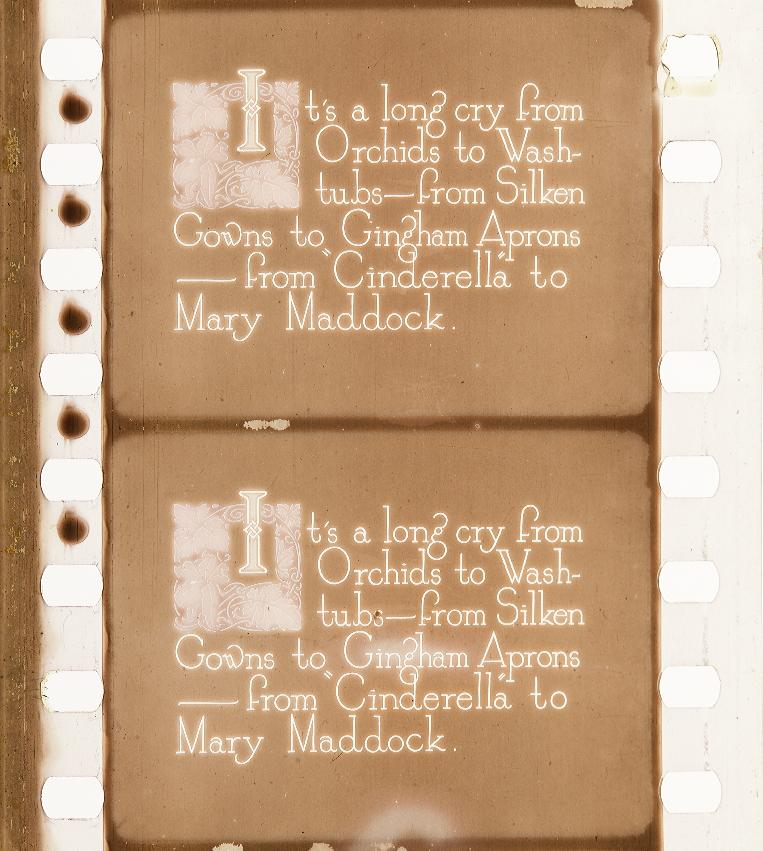 It's a long cry from
Orchids to Wash-
tubs—from Silken
Gowns to Gingham Aprons
— from "Cinderella" to
Mary Maddock.
It's a long cry from
Orchids to Wash-
tubs—from Silken
Gowns to Gingham Aprons
— from "Cinderella" to
Mary Maddock.